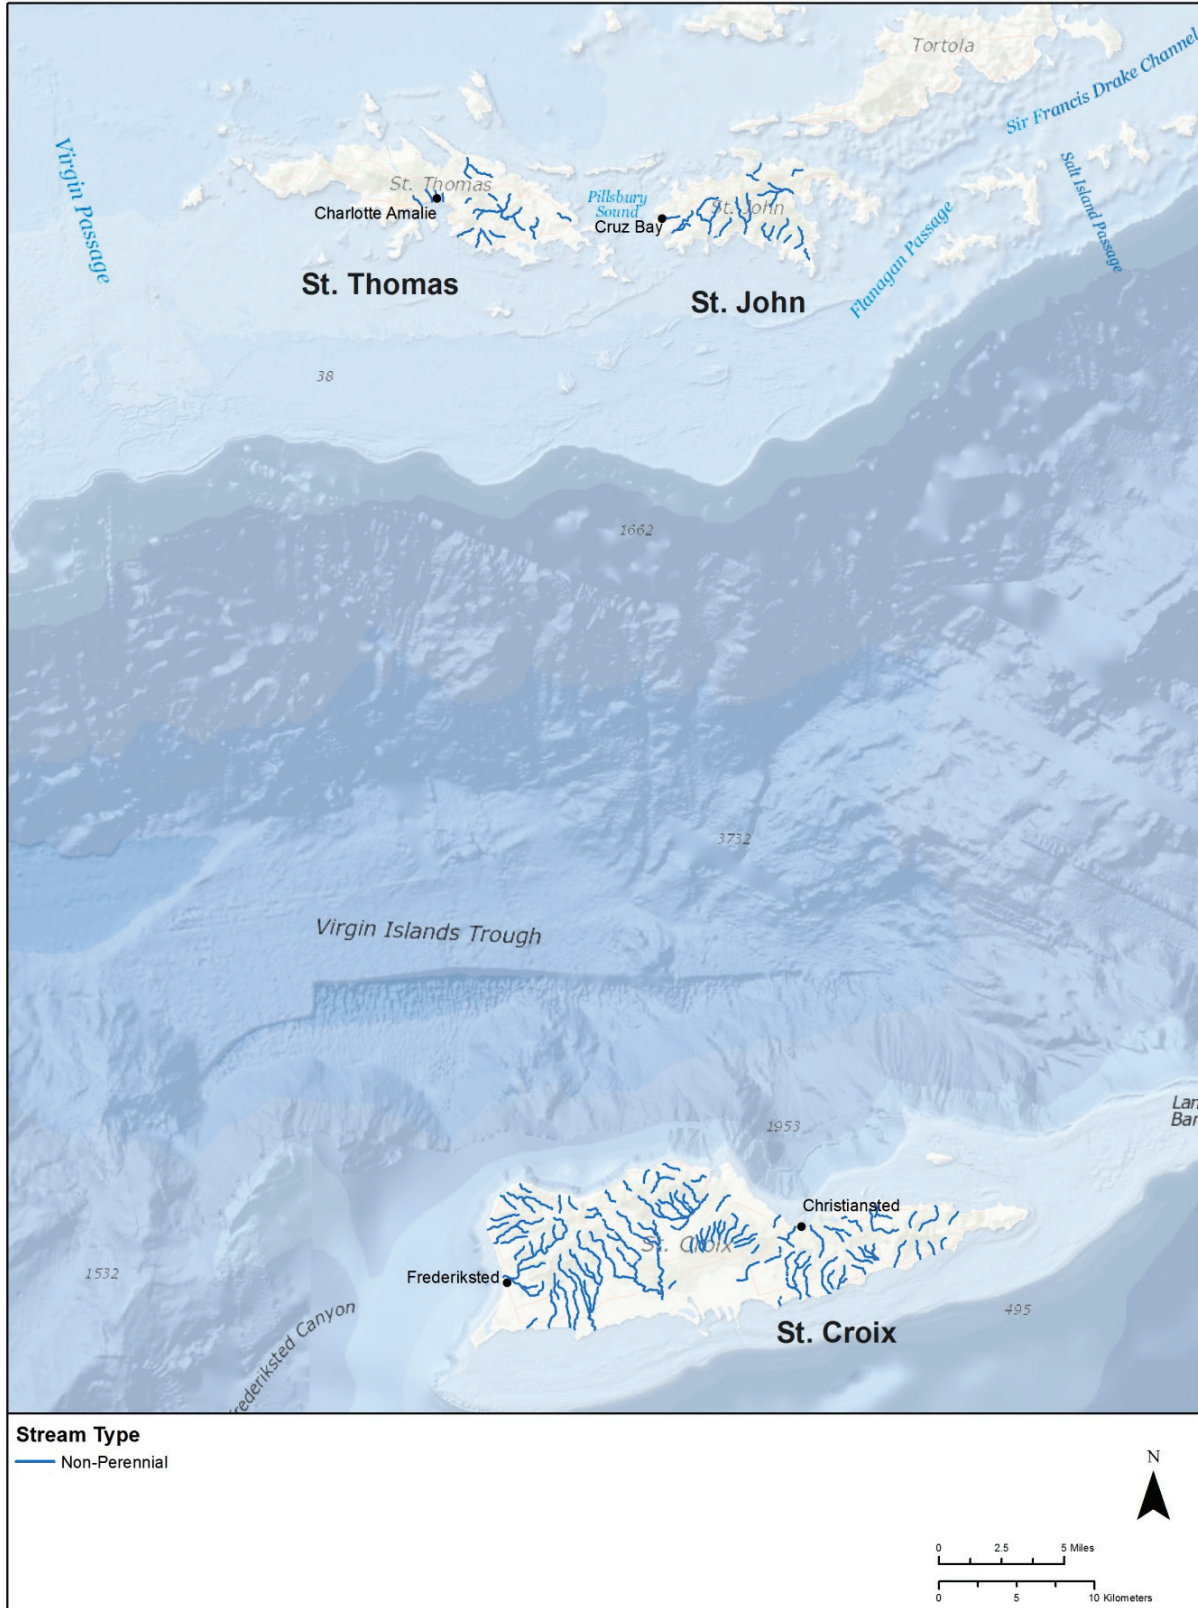 Tortola
Sir Francis Drake Channel
Virgin Passage
Salt Island Passage
St. Thomas
Charlotte Amalie
Pillsbury
Sound
St. John
Cruz Bay
Flanagan Passage
St. Thomas
St. John
38
1662
3732
Virgin Islands Trough
1953
Lan
Ban
Christiansted
St. Croix
1532
Frederiksted
495
St. Croix
Frederiksted Canyon
Stream Type
Non-Perennial
N
0 2.5 5 Miles
0 5 10 Kilometers